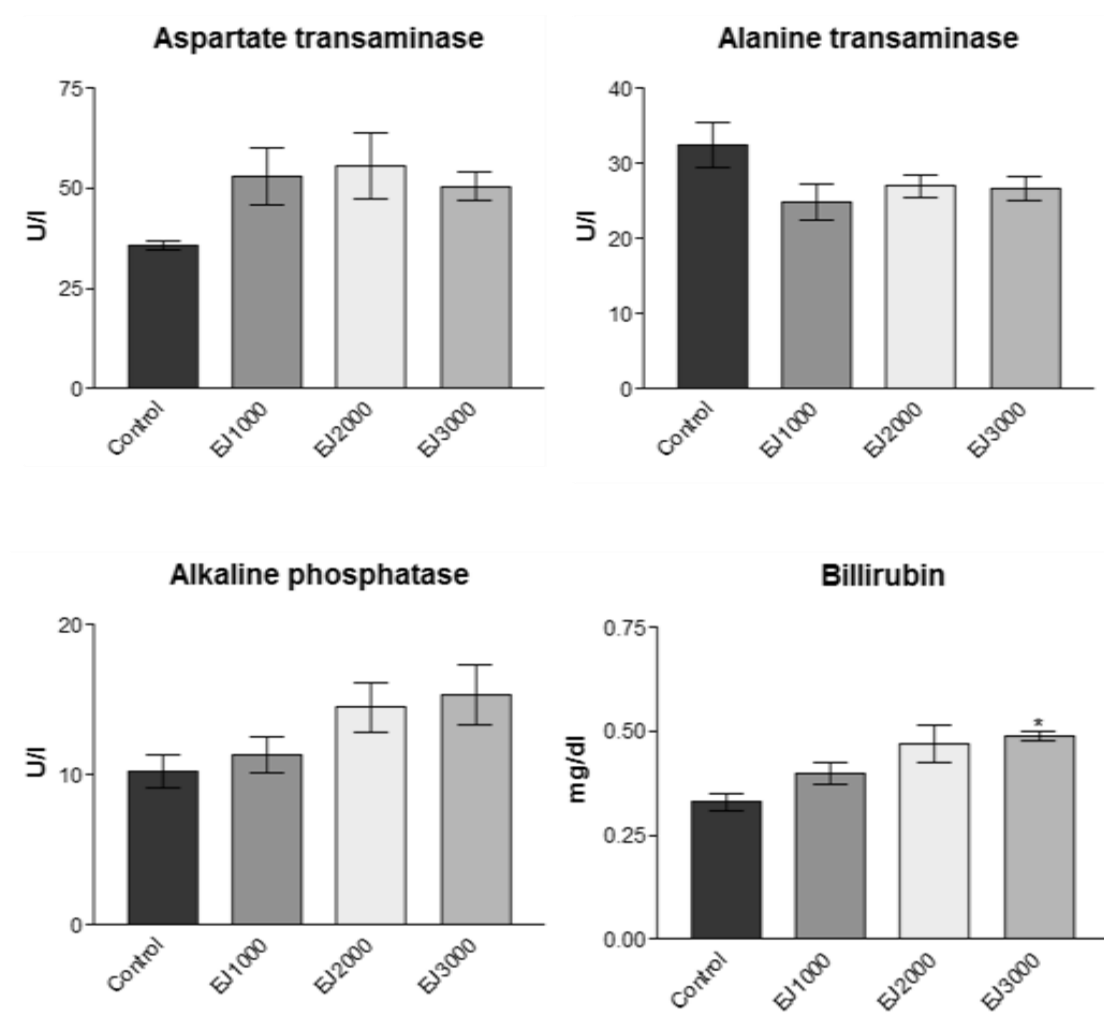 Aspartate transaminase
75
50
25
0
U/l
Control
EJ1000
EJ2000
EJ3000
Alanine transaminase
40
30
20
10
0
U/l
Control
EJ1000
EJ2000
EJ3000
Alkaline phosphatase
20
10
0
U/l
Control
EJ1000
EJ2000
EJ3000
Billirubin
0.75
0.50
0.25
0.00
mg/dl
*
Control
EJ1000
EJ2000
EJ3000